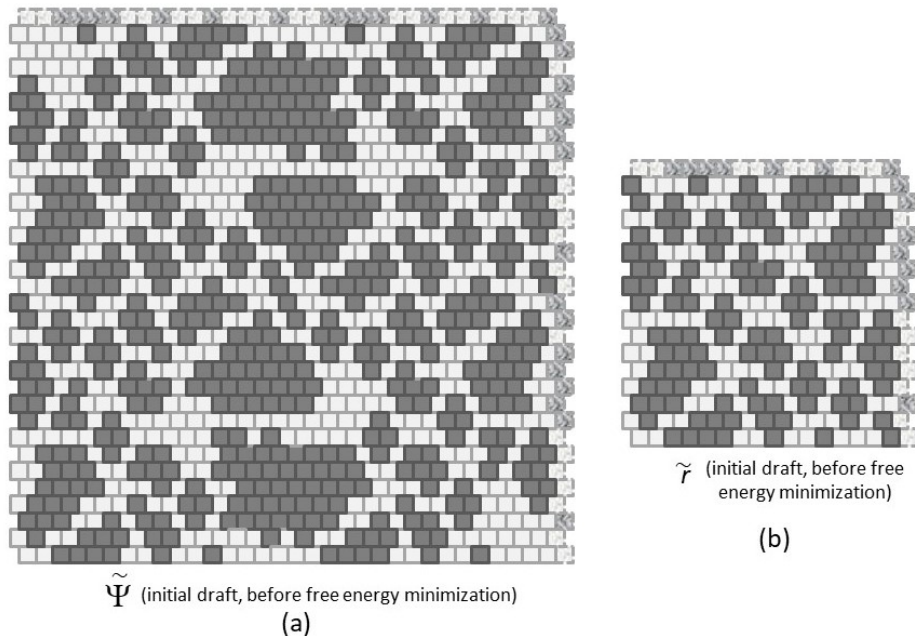 Ψ̃ (initial draft, before free energy minimization)
(a)
r̃ (initial draft, before free
energy minimization)
(b)